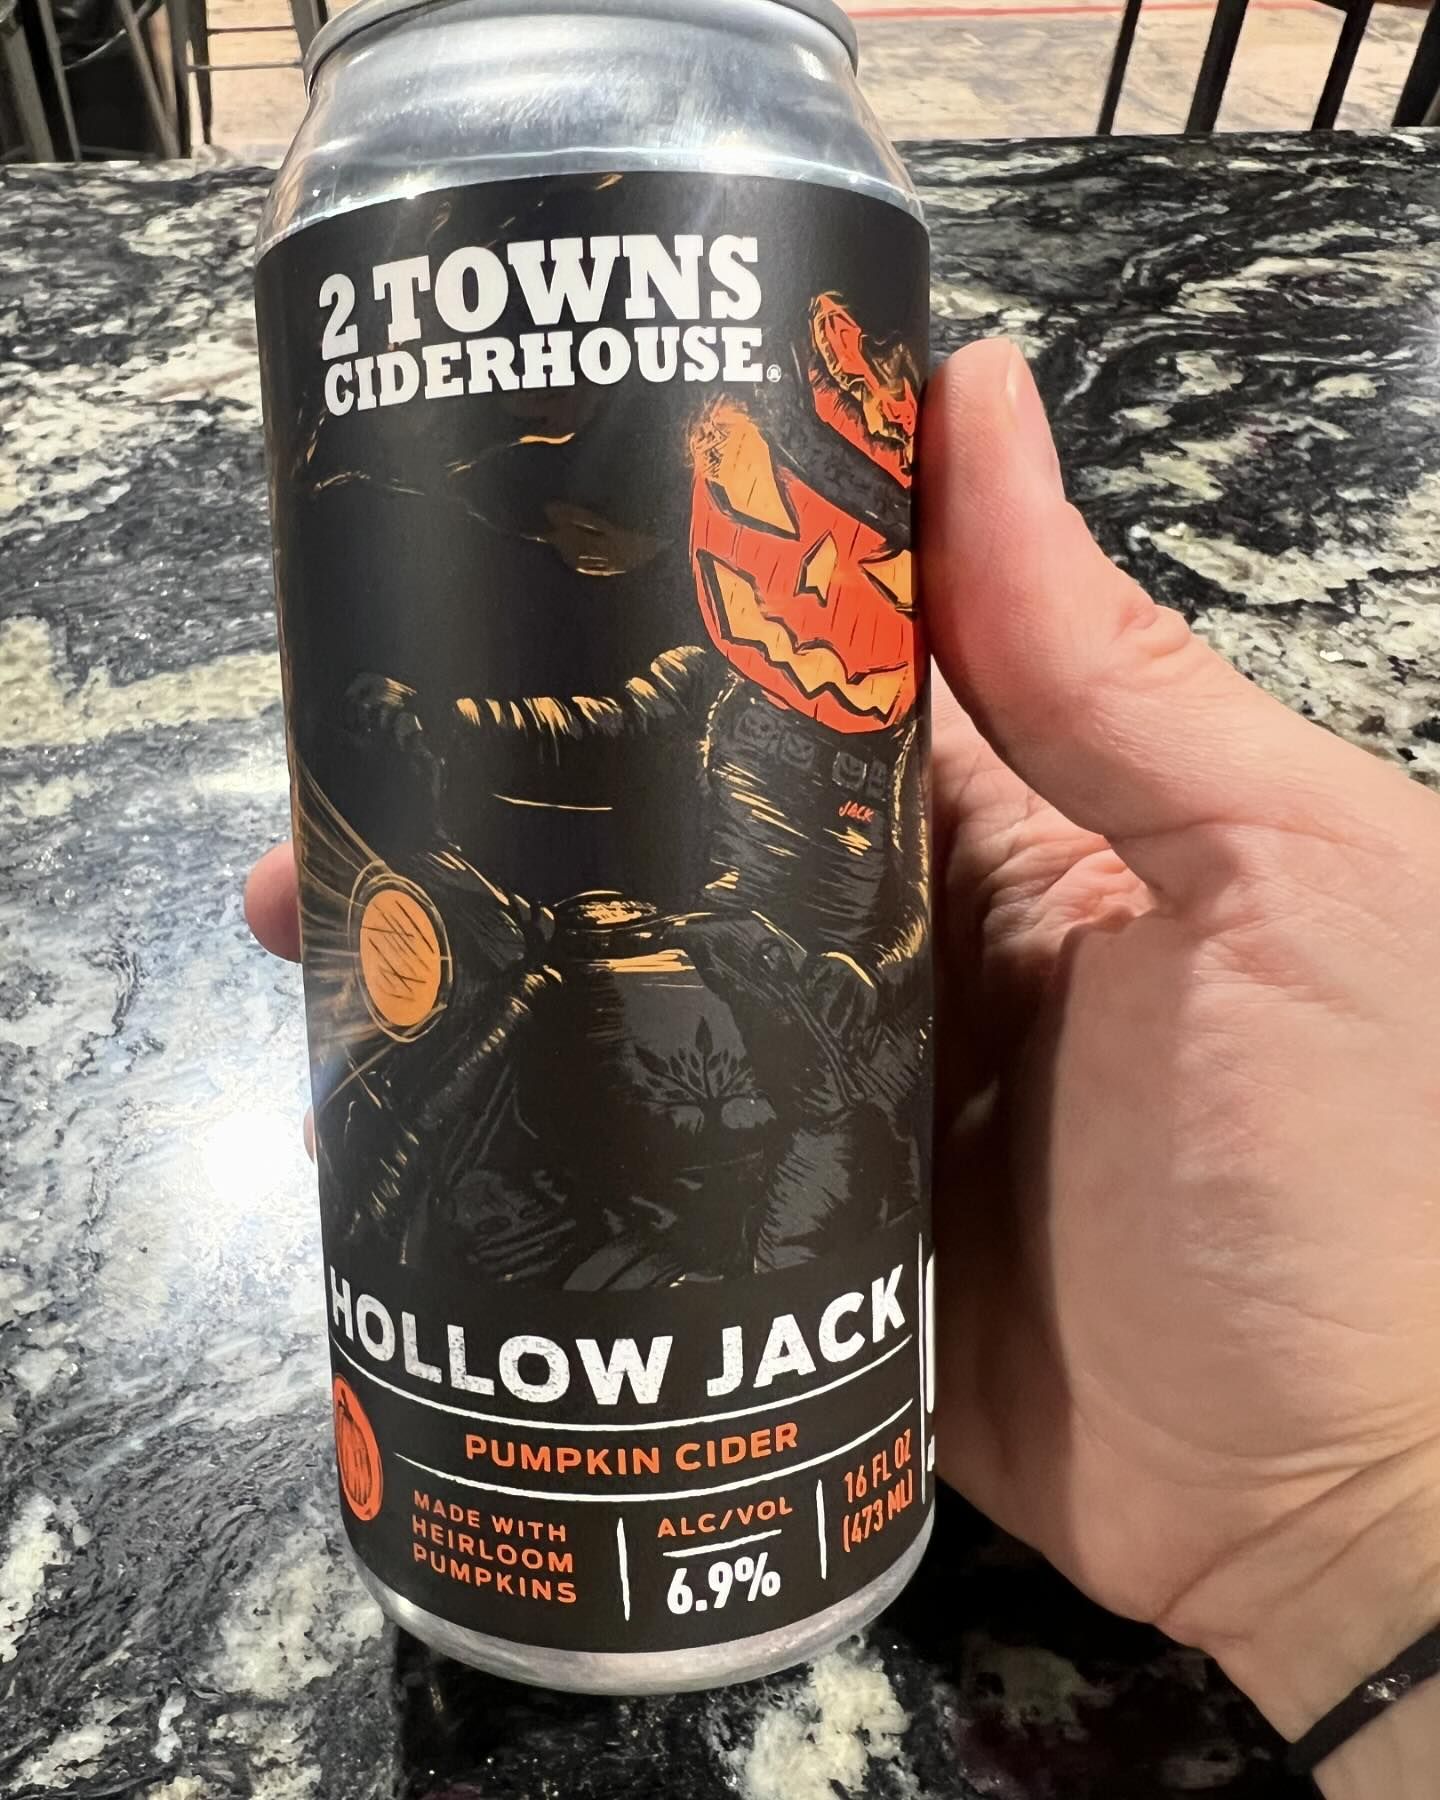 2 TOWNS
CIDERHOUSE®
JACK
HOLLOW JACK
PUMPKIN CIDER
MADE WITH
HEIRLOOM
PUMPKINS
ALC/VOL
6.9%
16 FL OZ
(473 ML)